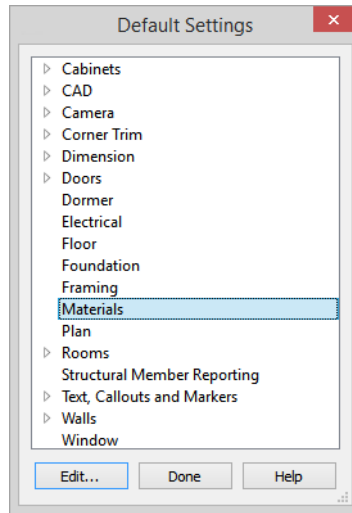 Default Settings
Cabinets
CAD
Camera
Corner Trim
Dimension
Doors
Dormer
Electrical
Floor
Foundation
Framing
Materials
Plan
Rooms
Structural Member Reporting
Text, Callouts and Markers
Walls
Window
Edit... Done Help